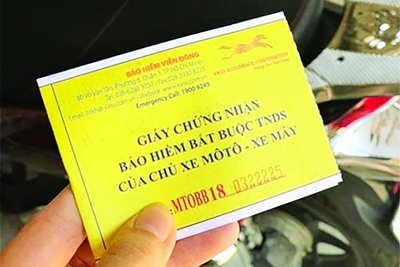 BẢO HIỂM VIỄN ĐÔNG
VASS ASSURANCE CORPORATION
Emergency Call: 1900 9249
GIẤY CHỨNG NHẬN
BẢO HIỂM BẮT BUỘC TNDS
CỦA CHỦ XE MÔTÔ - XE MÁY
MTOBB18 0322225